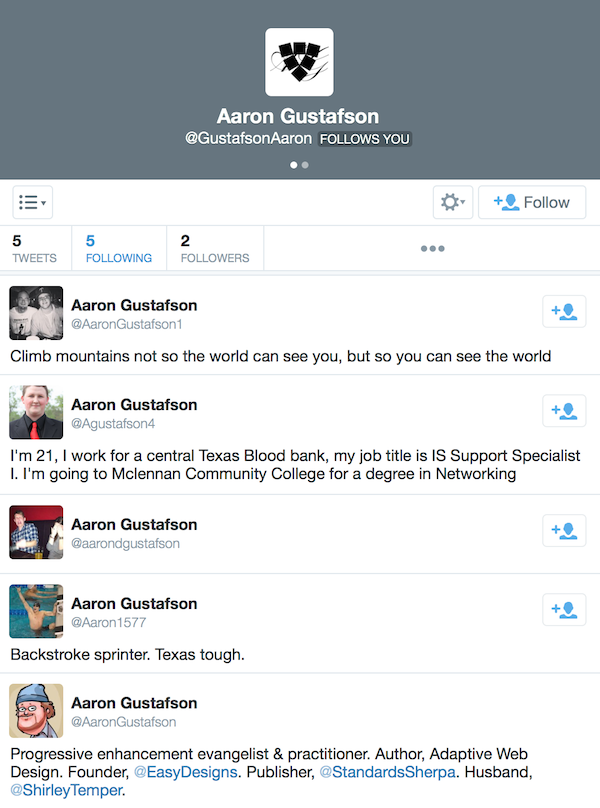 Aaron Gustafson
@GustafsonAaron FOLLOWS YOU
Follow
5 5 2
TWEETS FOLLOWING FOLLOWERS
Aaron Gustafson
@AaronGustafson1
Climb mountains not so the world can see you, but so you can see the world
Aaron Gustafson
@Agustafson4
I'm 21, I work for a central Texas Blood bank, my job title is IS Support Specialist
I. I'm going to Mclennan Community College for a degree in Networking
Aaron Gustafson
@aarondgustafson
Aaron Gustafson
@Aaron1577
Backstroke sprinter. Texas tough.
Aaron Gustafson
@AaronGustafson
Progressive enhancement evangelist & practitioner. Author, Adaptive Web
Design. Founder, @EasyDesigns. Publisher, @StandardsSherpa. Husband,
@ShirleyTemper.